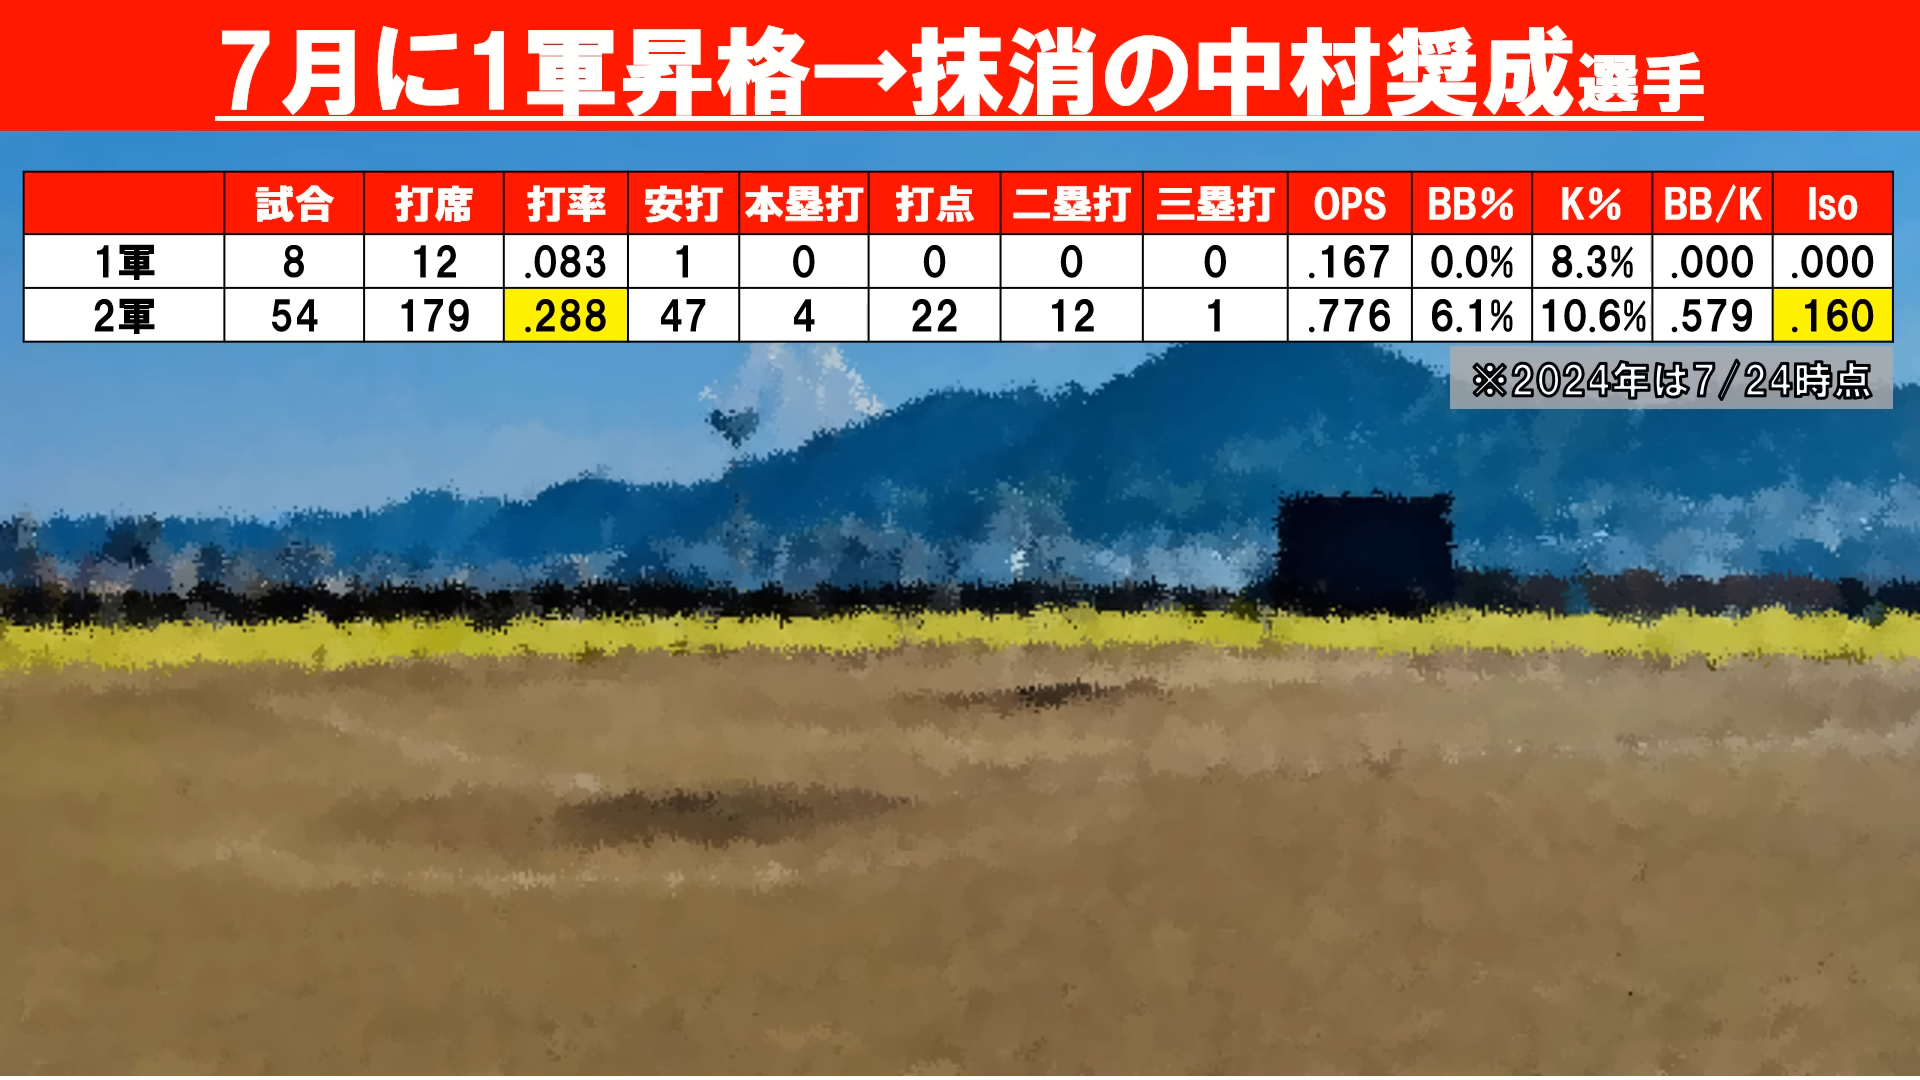 7月に1軍昇格→抹消の中村奨成選手
試合 打席 打率 安打 本塁打 打点 二塁打 三塁打 OPS BB% K% BB/K Iso
1軍 8 12 .083 1 0 0 0 0 .167 0.0% 8.3% .000 .000
2軍 54 179 .288 47 4 22 12 1 .776 6.1% 10.6% .579 .160
※2024年は7/24時点